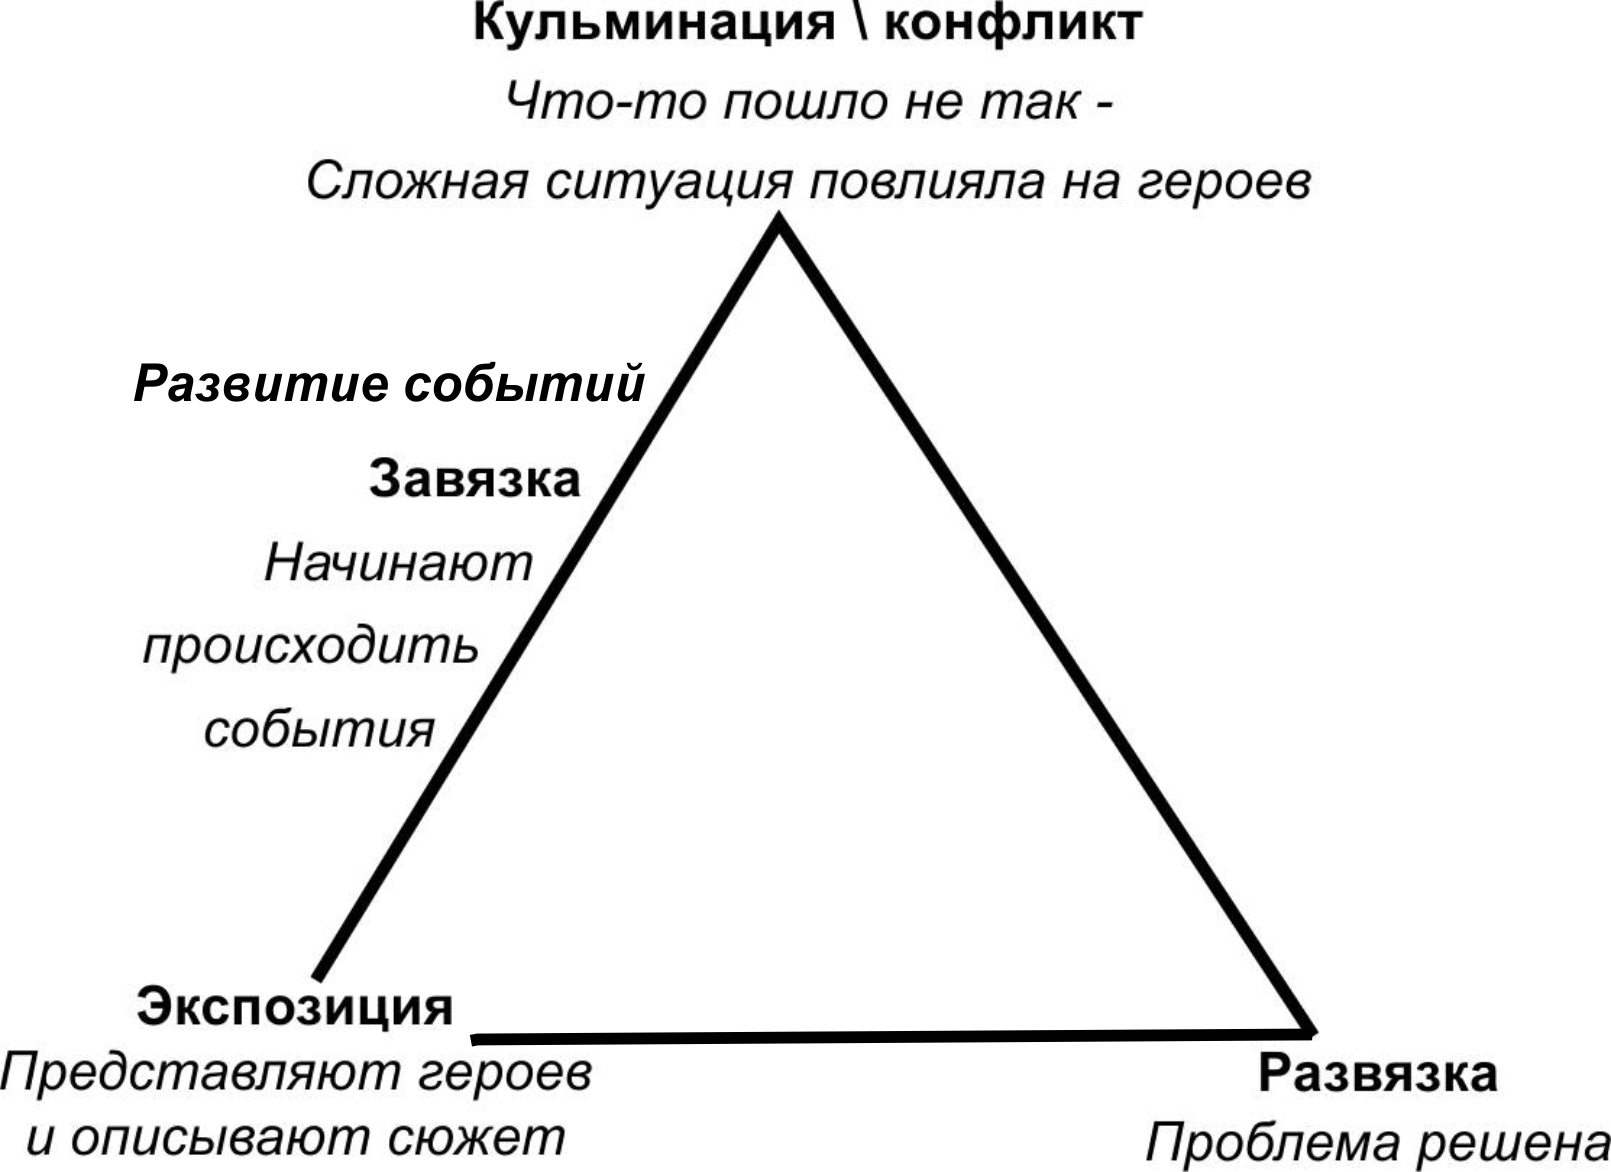 Кульминация \ конфликт
Что-то пошло не так -
Сложная ситуация повлияла на героев
Развитие событий
Завязка
Начинают
происходить
события
Экспозиция
Представляют героев
и описывают сюжет
Развязка
Проблема решена